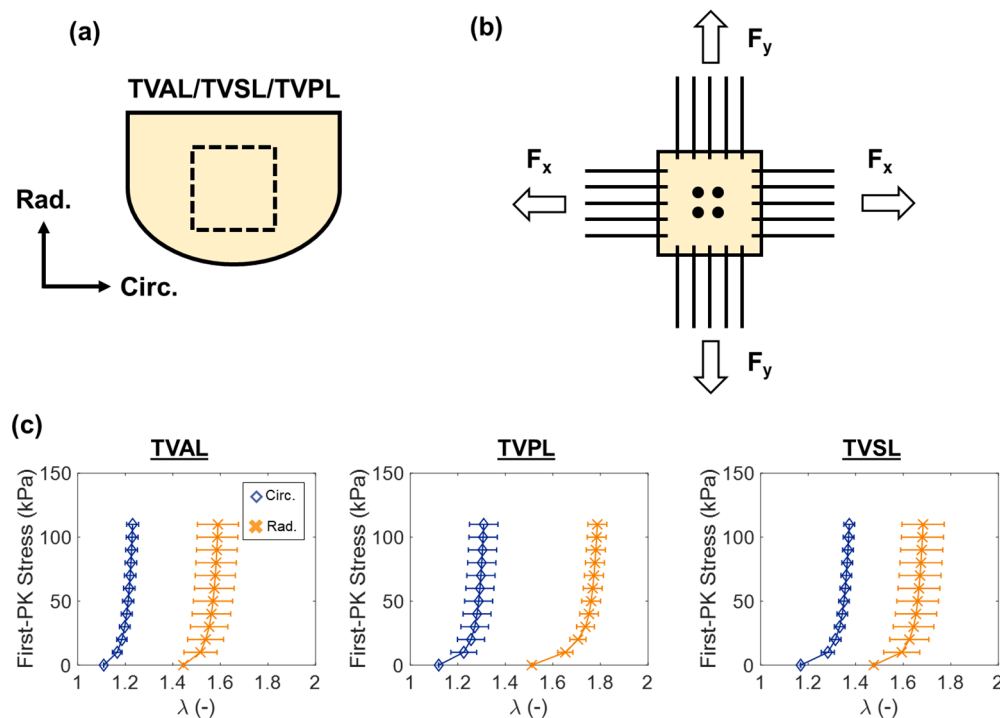 (a)
TVAL/TVSL/TVPL
Rad.
Circ.
(b)
Fy
Fx
Fx
Fy
(c)
TVAL
First-PK Stress (kPa)
150
100
50
0
1
1.2
1.4
1.6
1.8
2
λ (-)
Circ.
Rad.
TVPL
First-PK Stress (kPa)
150
100
50
0
1
1.2
1.4
1.6
1.8
2
λ (-)
TVSL
First-PK Stress (kPa)
150
100
50
0
1
1.2
1.4
1.6
1.8
2
λ (-)